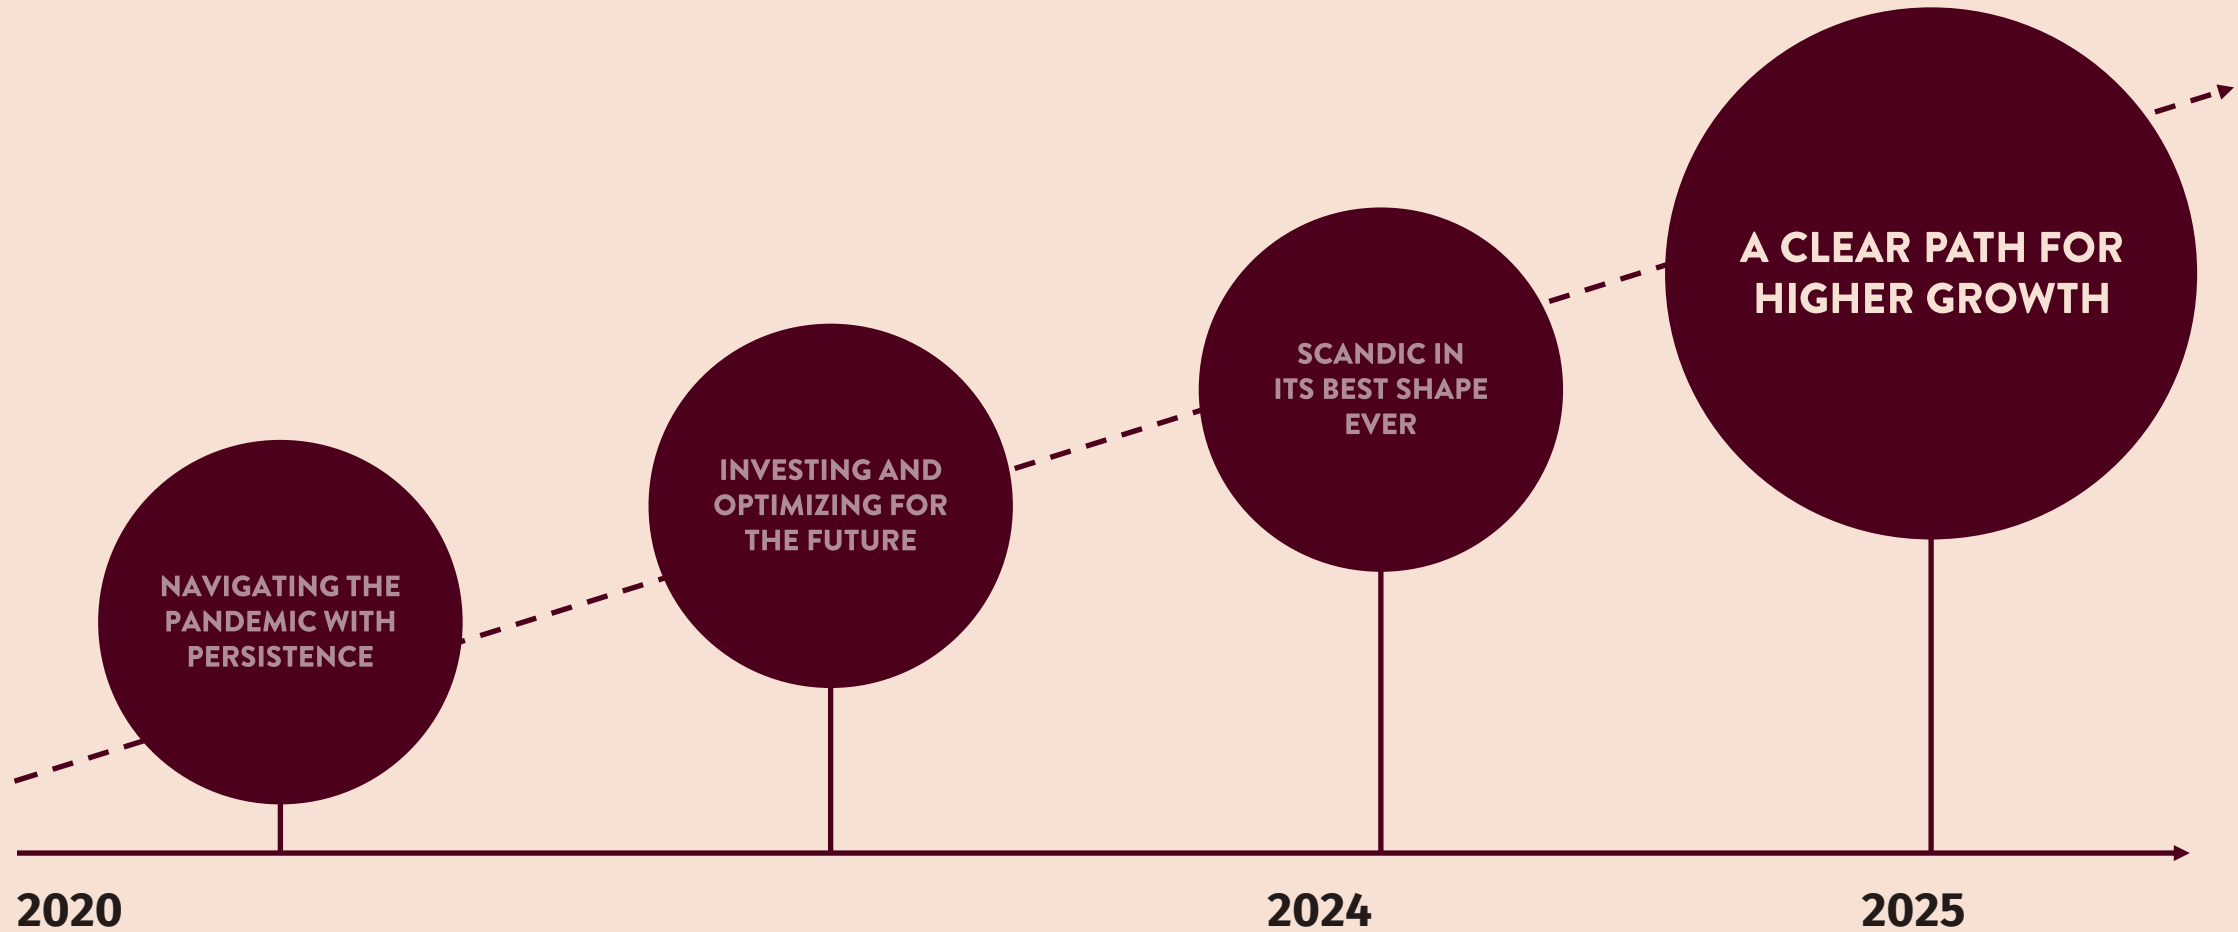 A CLEAR PATH FOR
HIGHER GROWTH
SCANDIC IN
ITS BEST SHAPE
EVER
INVESTING AND
OPTIMIZING FOR
THE FUTURE
NAVIGATING THE
PANDEMIC WITH
PERSISTENCE
2020
2024
2025